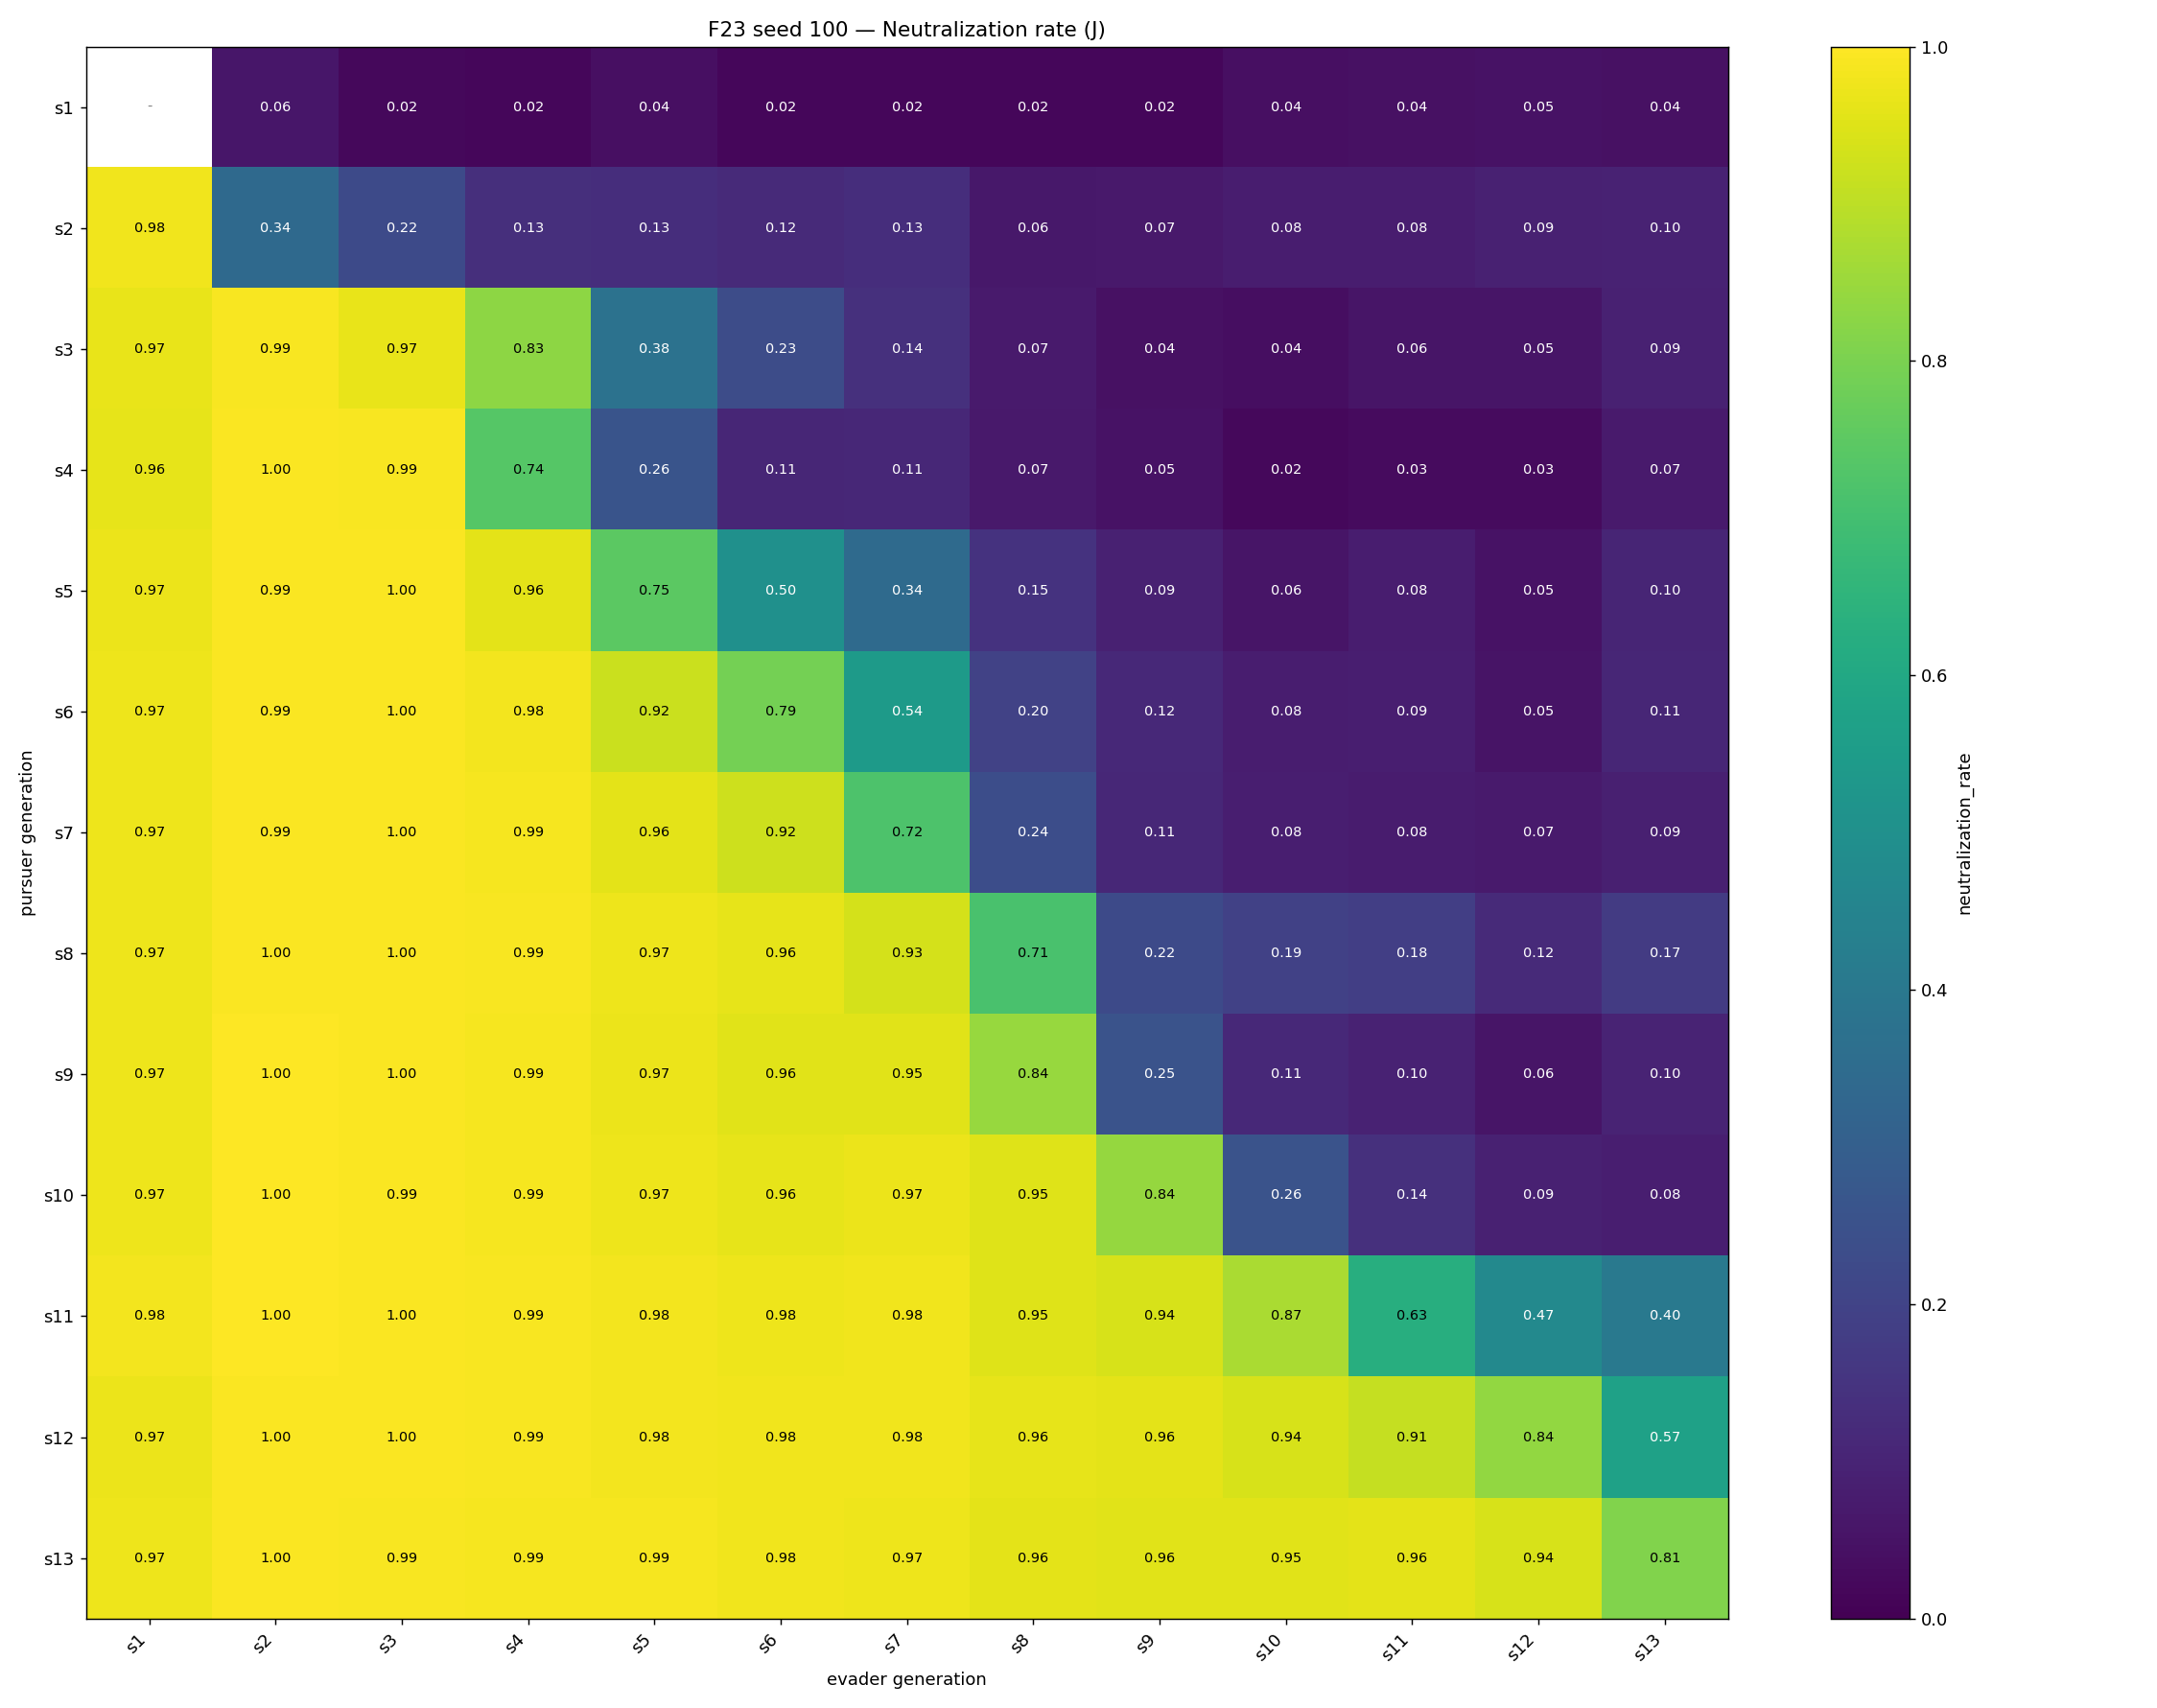 F23 seed 100 — Neutralization rate (J)
s1 - 0.06 0.02 0.02 0.04 0.02 0.02 0.02 0.02 0.04 0.04 0.05 0.04
s2 0.98 0.34 0.22 0.13 0.13 0.12 0.13 0.06 0.07 0.08 0.08 0.09 0.10
s3 0.97 0.99 0.97 0.83 0.38 0.23 0.14 0.07 0.04 0.04 0.06 0.05 0.09
s4 0.96 1.00 0.99 0.74 0.26 0.11 0.11 0.07 0.05 0.02 0.03 0.03 0.07
s5 0.97 0.99 1.00 0.96 0.75 0.50 0.34 0.15 0.09 0.06 0.08 0.05 0.10
s6 0.97 0.99 1.00 0.98 0.92 0.79 0.54 0.20 0.12 0.08 0.09 0.05 0.11
s7 0.97 0.99 1.00 0.99 0.96 0.92 0.72 0.24 0.11 0.08 0.08 0.07 0.09
s8 0.97 1.00 1.00 0.99 0.97 0.96 0.93 0.71 0.22 0.19 0.18 0.12 0.17
s9 0.97 1.00 1.00 0.99 0.97 0.96 0.95 0.84 0.25 0.11 0.10 0.06 0.10
s10 0.97 1.00 0.99 0.99 0.97 0.96 0.97 0.95 0.84 0.26 0.14 0.09 0.08
s11 0.98 1.00 1.00 0.99 0.98 0.98 0.98 0.95 0.94 0.87 0.63 0.47 0.40
s12 0.97 1.00 1.00 0.99 0.98 0.98 0.98 0.96 0.96 0.94 0.91 0.84 0.57
s13 0.97 1.00 0.99 0.99 0.99 0.98 0.97 0.96 0.96 0.95 0.96 0.94 0.81
s1 s2 s3 s4 s5 s6 s7 s8 s9 s10 s11 s12 s13
evader generation
pursuer generation
1.0
0.8
0.6
0.4
0.2
0.0
neutralization_rate